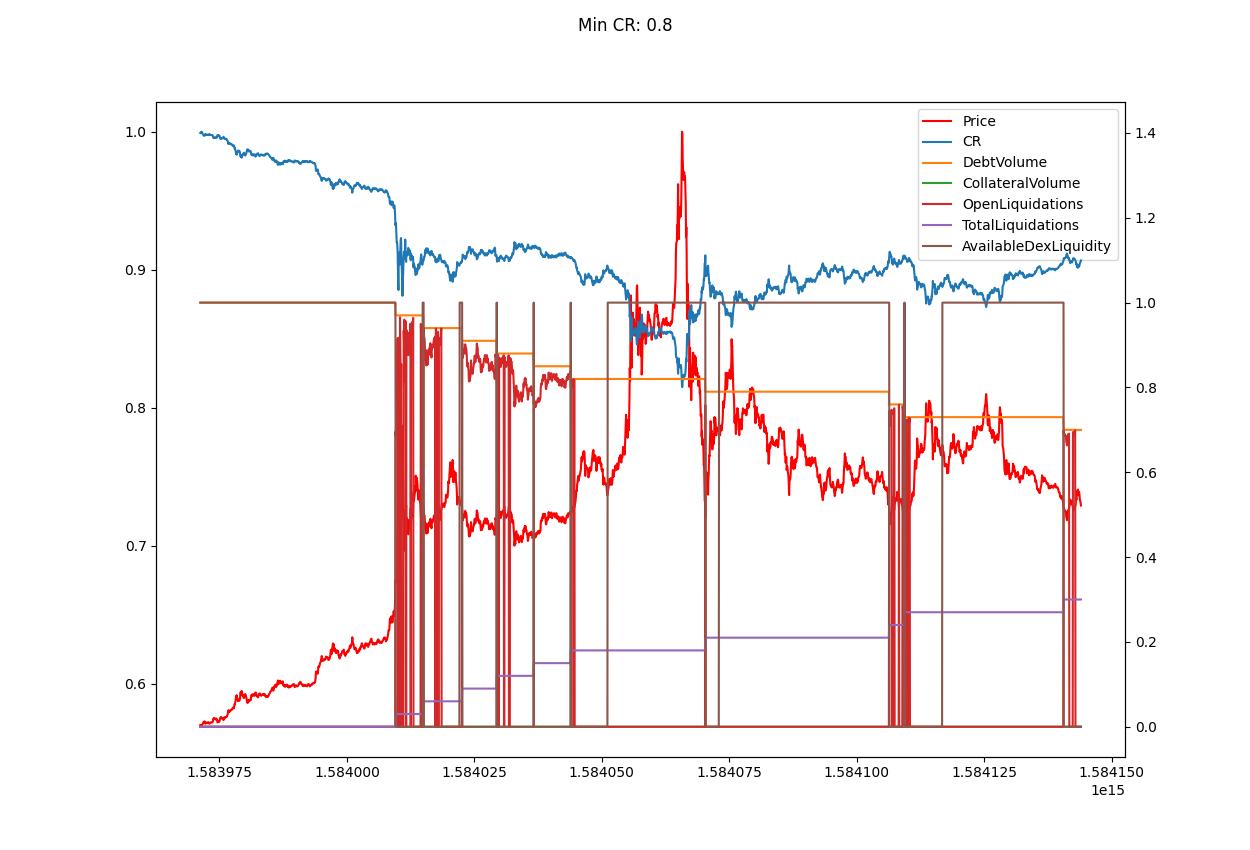 Min CR: 0.8
1.0
0.9
0.8
0.7
0.6
1.4
1.2
1.0
0.8
0.6
0.4
0.2
0.0
Price
CR
DebtVolume
CollateralVolume
OpenLiquidations
TotalLiquidations
AvailableDexLiquidity
1.583975 1.584000 1.584025 1.584050 1.584075 1.584100 1.584125 1.584150
1e15